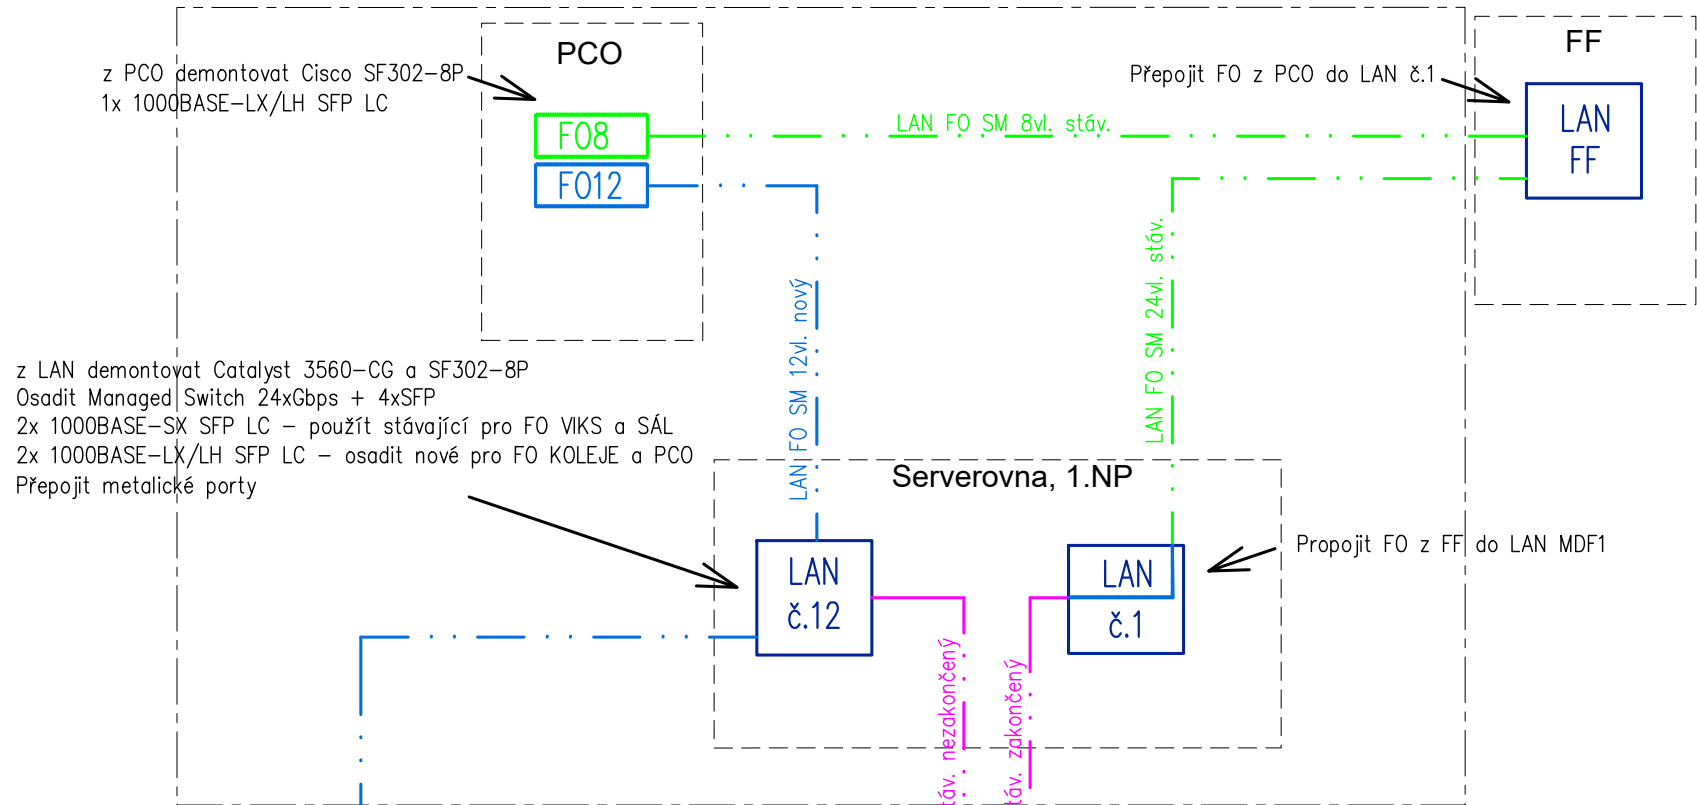 PCO
FF
z PCO demontovat Cisco SF302-8P
1x 1000BASE-LX/LH SFP LC
Přepojit FO z PCO do LAN č.1
FO8
LAN FO SM 8vl. stáv.
LAN
FF
FO12
LAN FO SM 12vl. nový
LAN FO SM 24vl. stáv.
z LAN demontovat Catalyst 3560-CG a SF302-8P
Osadit Managed Switch 24xGbps + 4xSFP
2x 1000BASE-SX SFP LC - použít stávající pro FO VIKS a SÁL
2x 1000BASE-LX/LH SFP LC - osadit nové pro FO KOLEJE a PCO
Přepojit metalické porty
Serverovna, 1.NP
LAN
č.12
LAN
č.1
Propojit FO z FF do LAN MDF1
táv. nezakončený
táv. zakončený